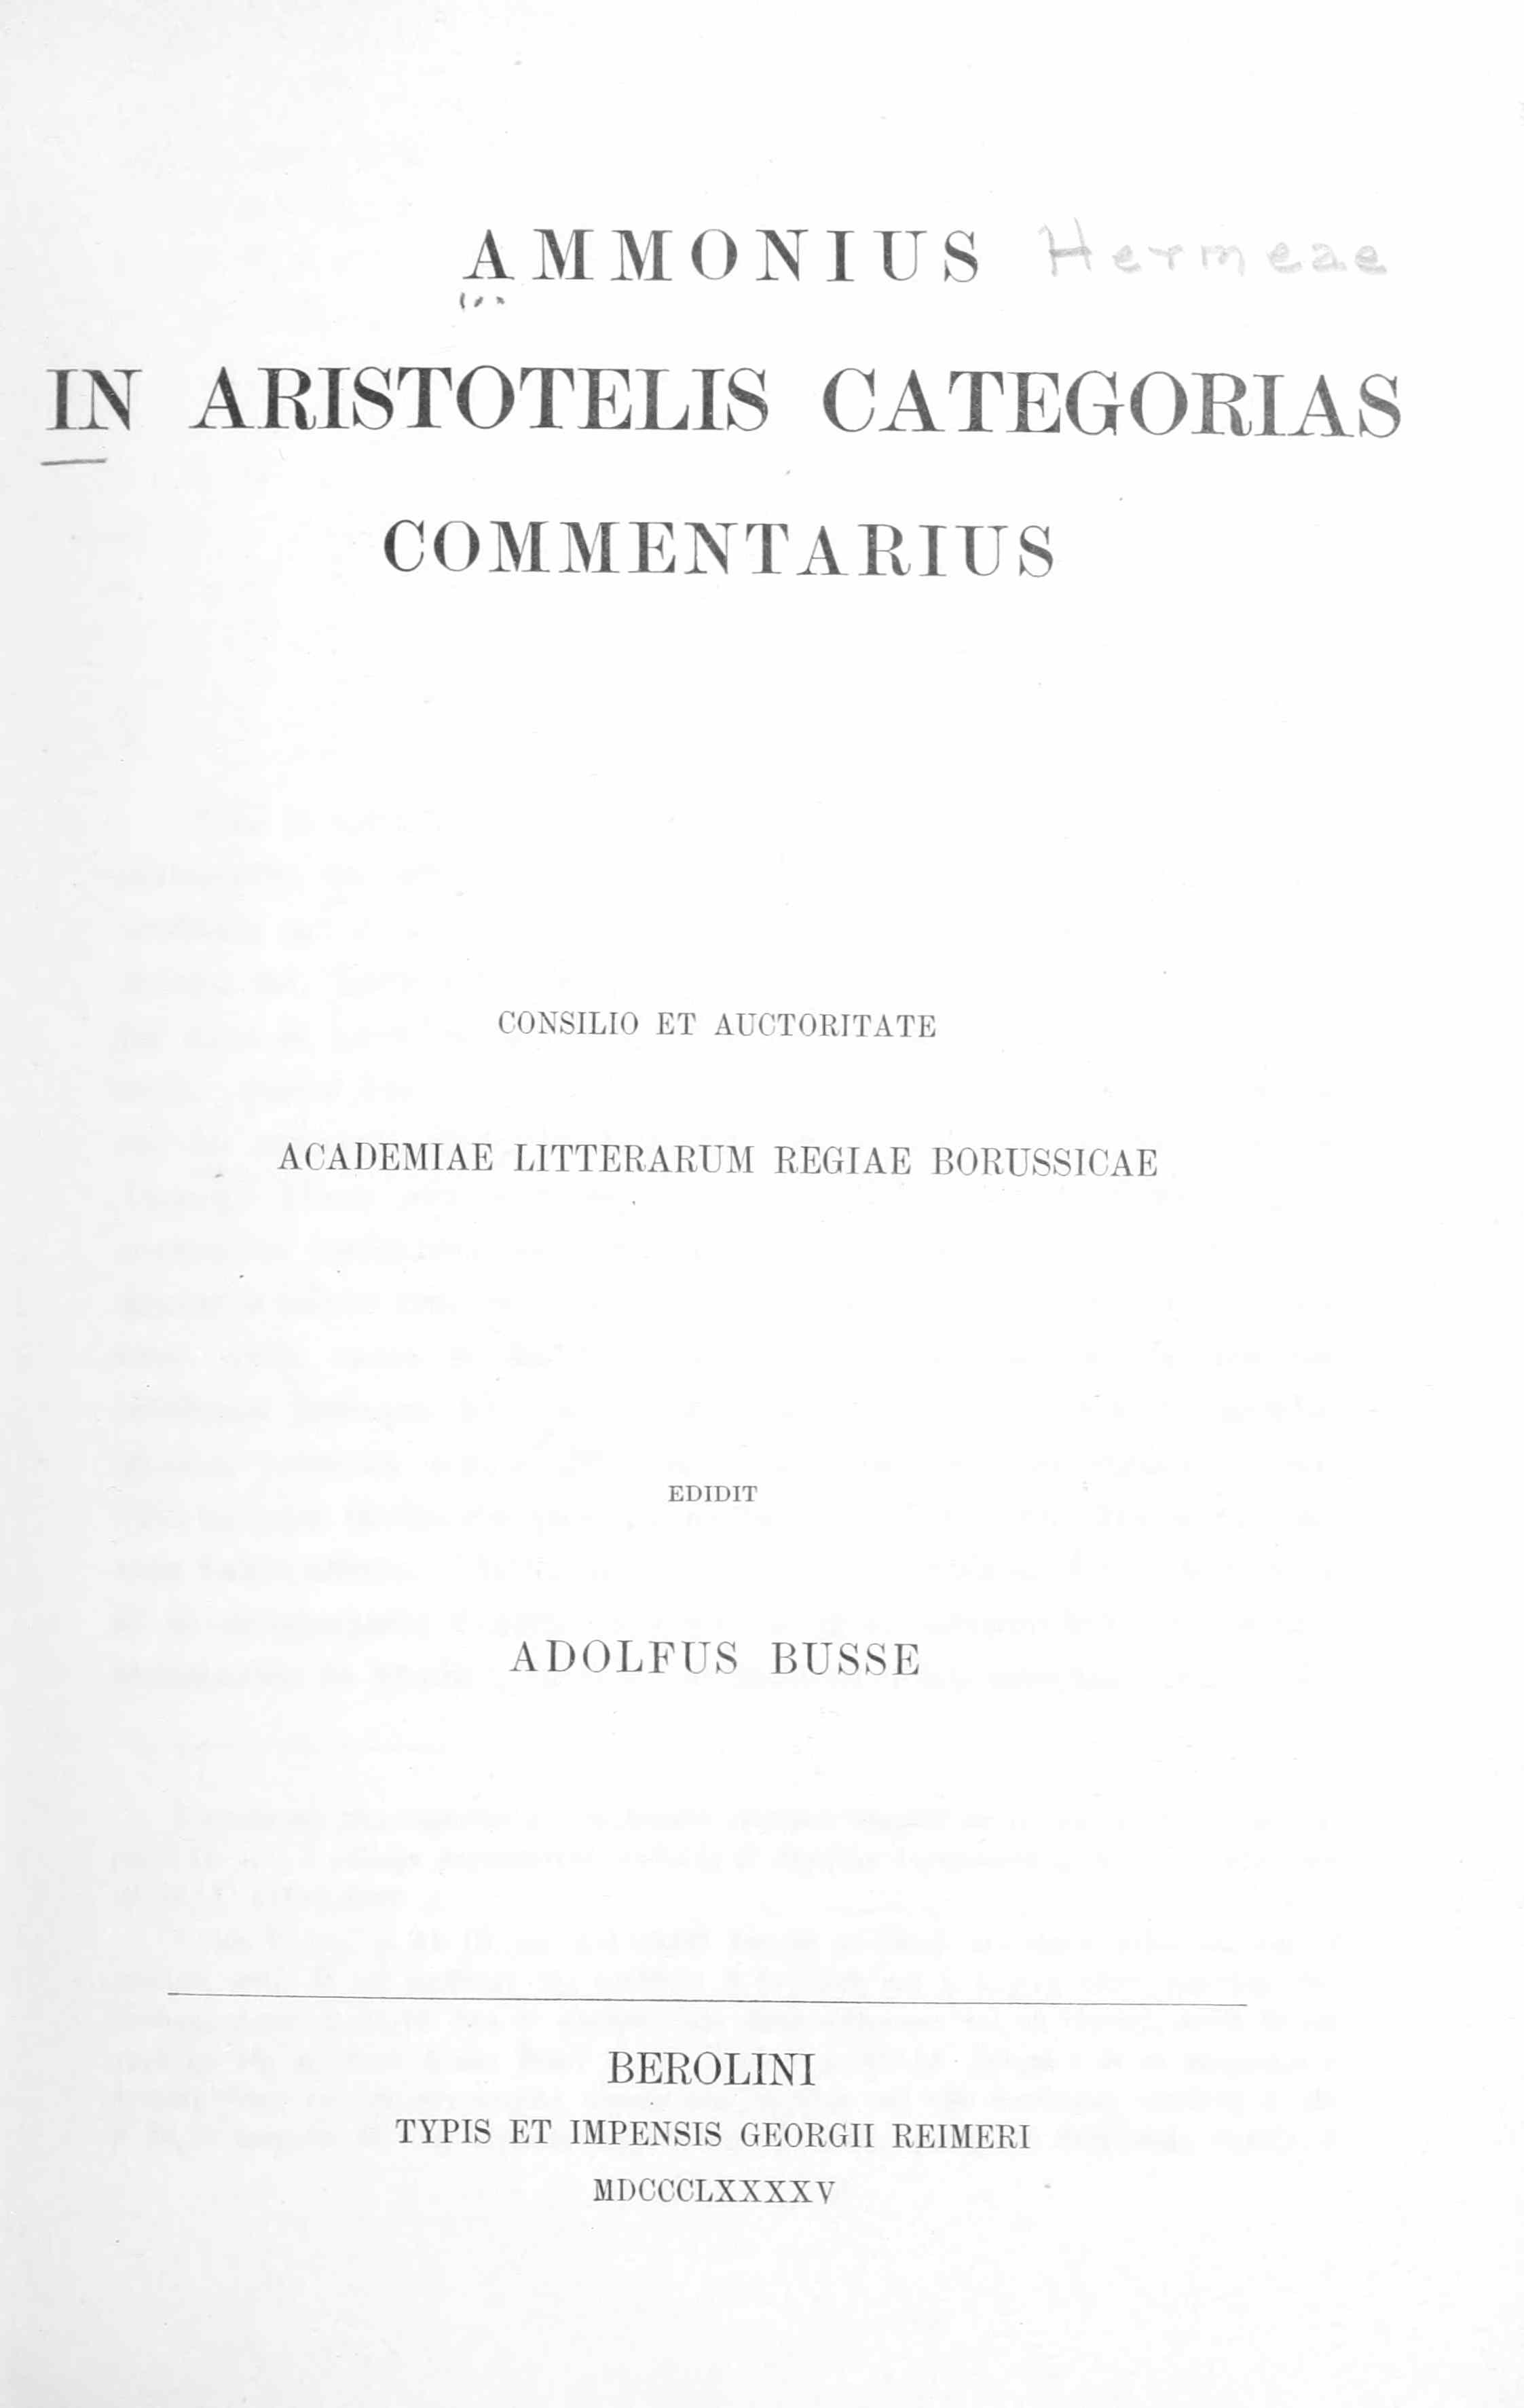 AMMONIUS Hermeae
IN ARISTOTELIS CATEGORIAS
COMMENTARIUS
CONSILIO ET AUCTORITATE
ACADEMIAE LITTERARUM REGIAE BORUSSICAE
EDIDIT
ADOLFUS BUSSE
BEROLINI
TYPIS ET IMPENSIS GEORGII REIMERI
MDCCCLXXXXV